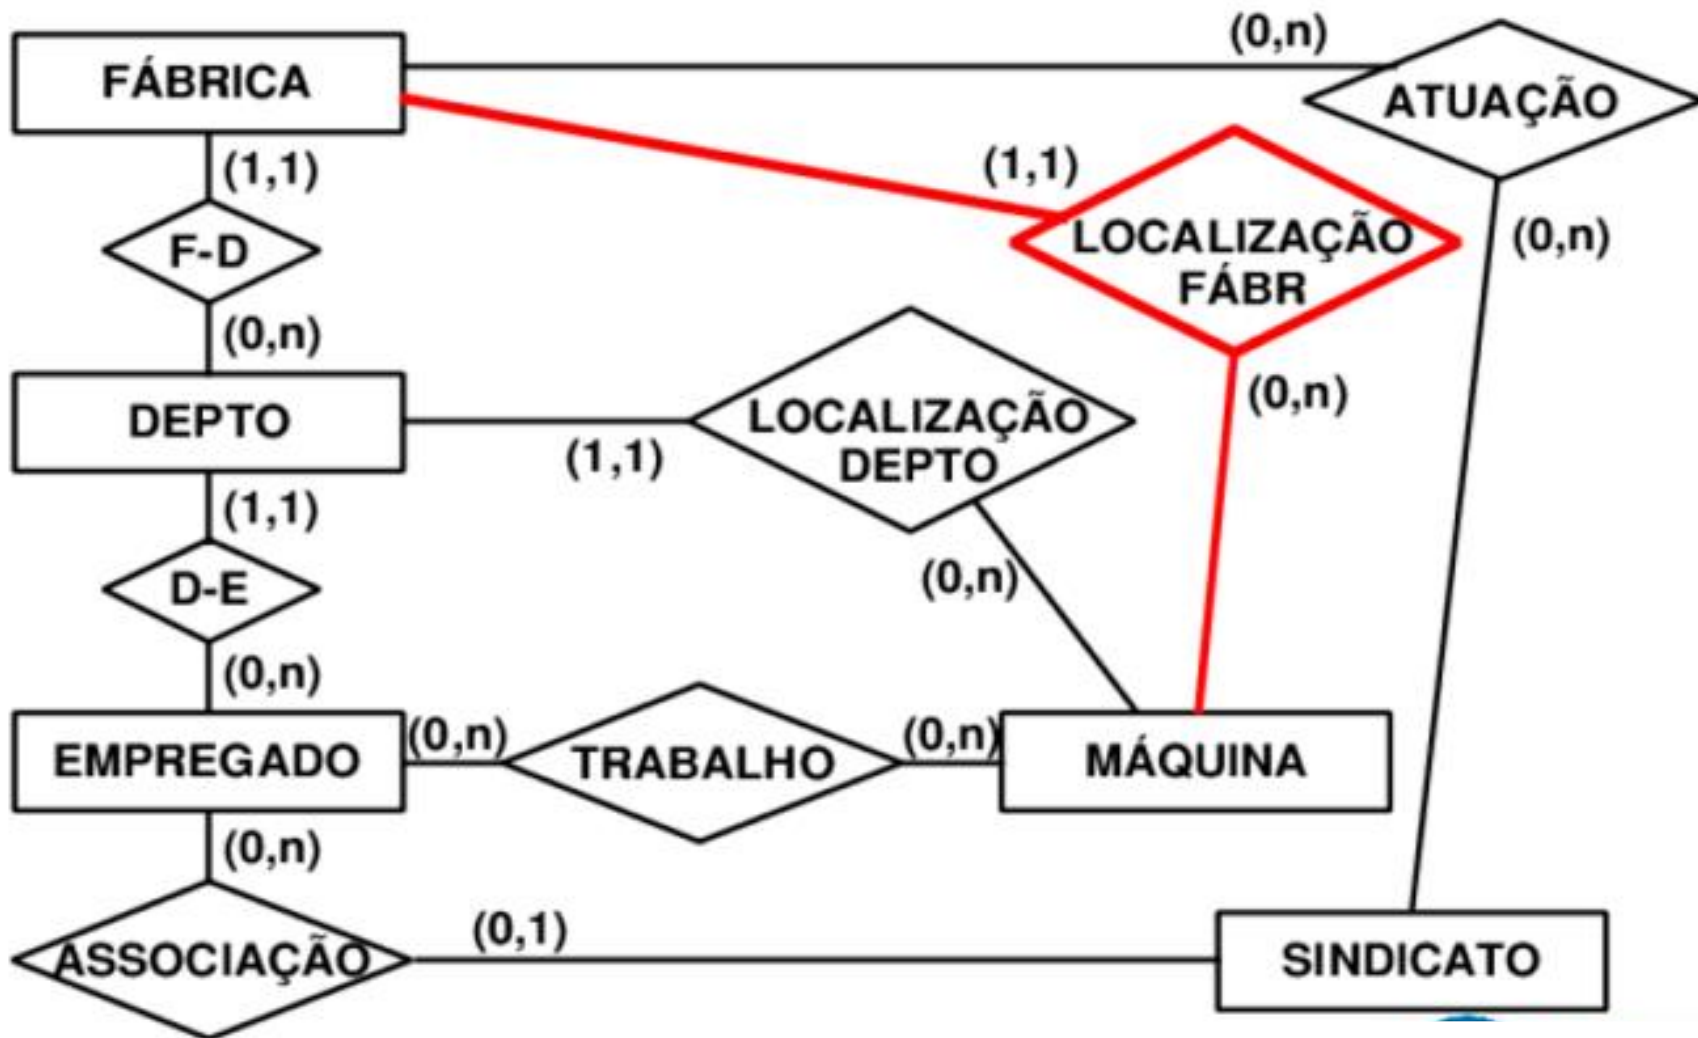 (0,n)
FÁBRICA
ATUAÇÃO
(1,1)
(1,1)
LOCALIZAÇÃO
FÁBR
(0,n)
F-D
(0,n)
(0,n)
DEPTO
LOCALIZAÇÃO
DEPTO
(1,1)
(1,1)
(0,n)
D-E
(0,n)
EMPREGADO
(0,n)
TRABALHO
(0,n)
MÁQUINA
(0,n)
(0,1)
ASSOCIAÇÃO
SINDICATO